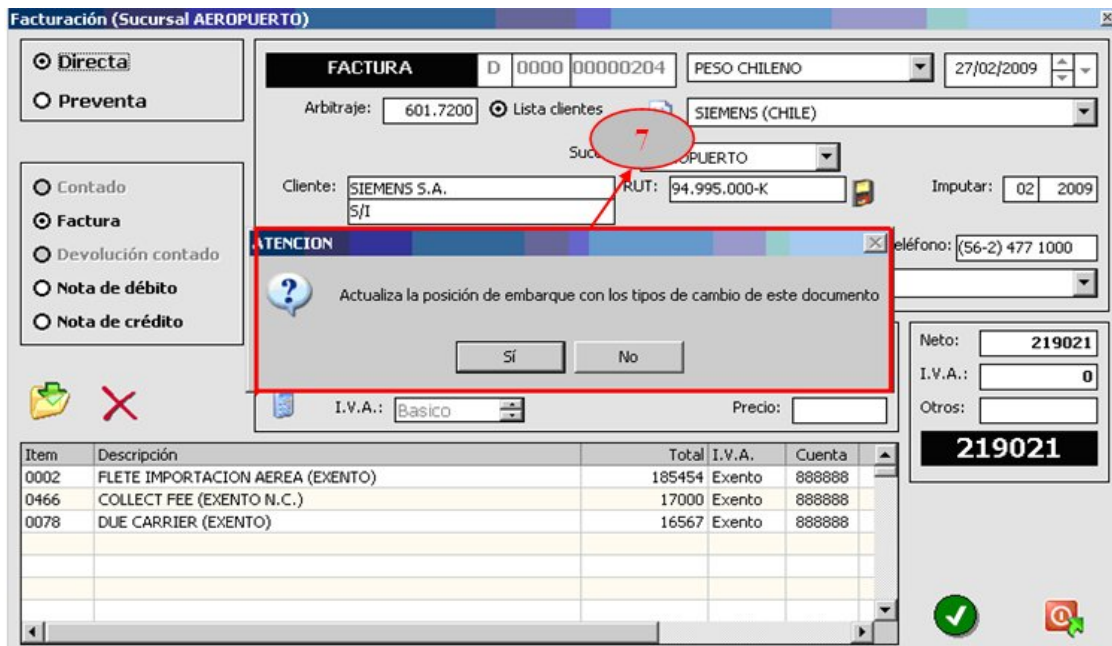 Facturación (Sucursal AEROPUERTO)
Directa
Preventa
FACTURA D 0000 00000204 PESO CHILENO 27/02/2009
Arbitraje: 601.7200 Lista clientes SIEMENS (CHILE)
7
Cliente: SIEMENS S.A. RUT: 94.995.000-K Imputar: 02 2009
S/I
Contado
Factura
Devolución contado
Nota de débito
Nota de crédito
(56-2) 477 1000
ATENCION
Actualiza la posición de embarque con los tipos de cambio de este documento
Sí No
I.V.A.: Basico Precio:
Neto: 219021
I.V.A.: 0
Otros:
219021
Item Descripción Total I.V.A. Cuenta
0002 FLETE IMPORTACION AEREA (EXENTO) 185454 Exento 888888
0466 COLLECT FEE (EXENTO N.C.) 17000 Exento 888888
0078 DUE CARRIER (EXENTO) 16567 Exento 888888